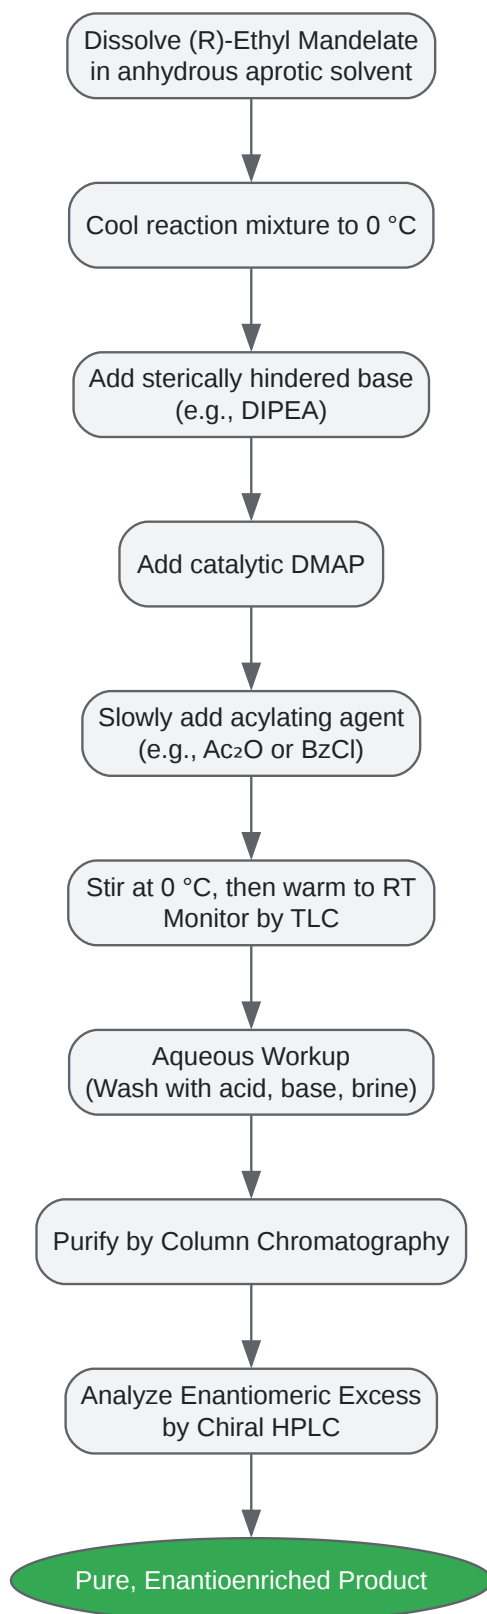 Dissolve (R)-Ethyl Mandelate
in anhydrous aprotic solvent
Cool reaction mixture to 0 °C
Add sterically hindered base
(e.g., DIPEA)
Add catalytic DMAP
Slowly add acylating agent
(e.g., Ac₂O or BzCl)
Stir at 0 °C, then warm to RT
Monitor by TLC
Aqueous Workup
(Wash with acid, base, brine)
Purify by Column Chromatography
Analyze Enantiomeric Excess
by Chiral HPLC
Pure, Enantioenriched Product